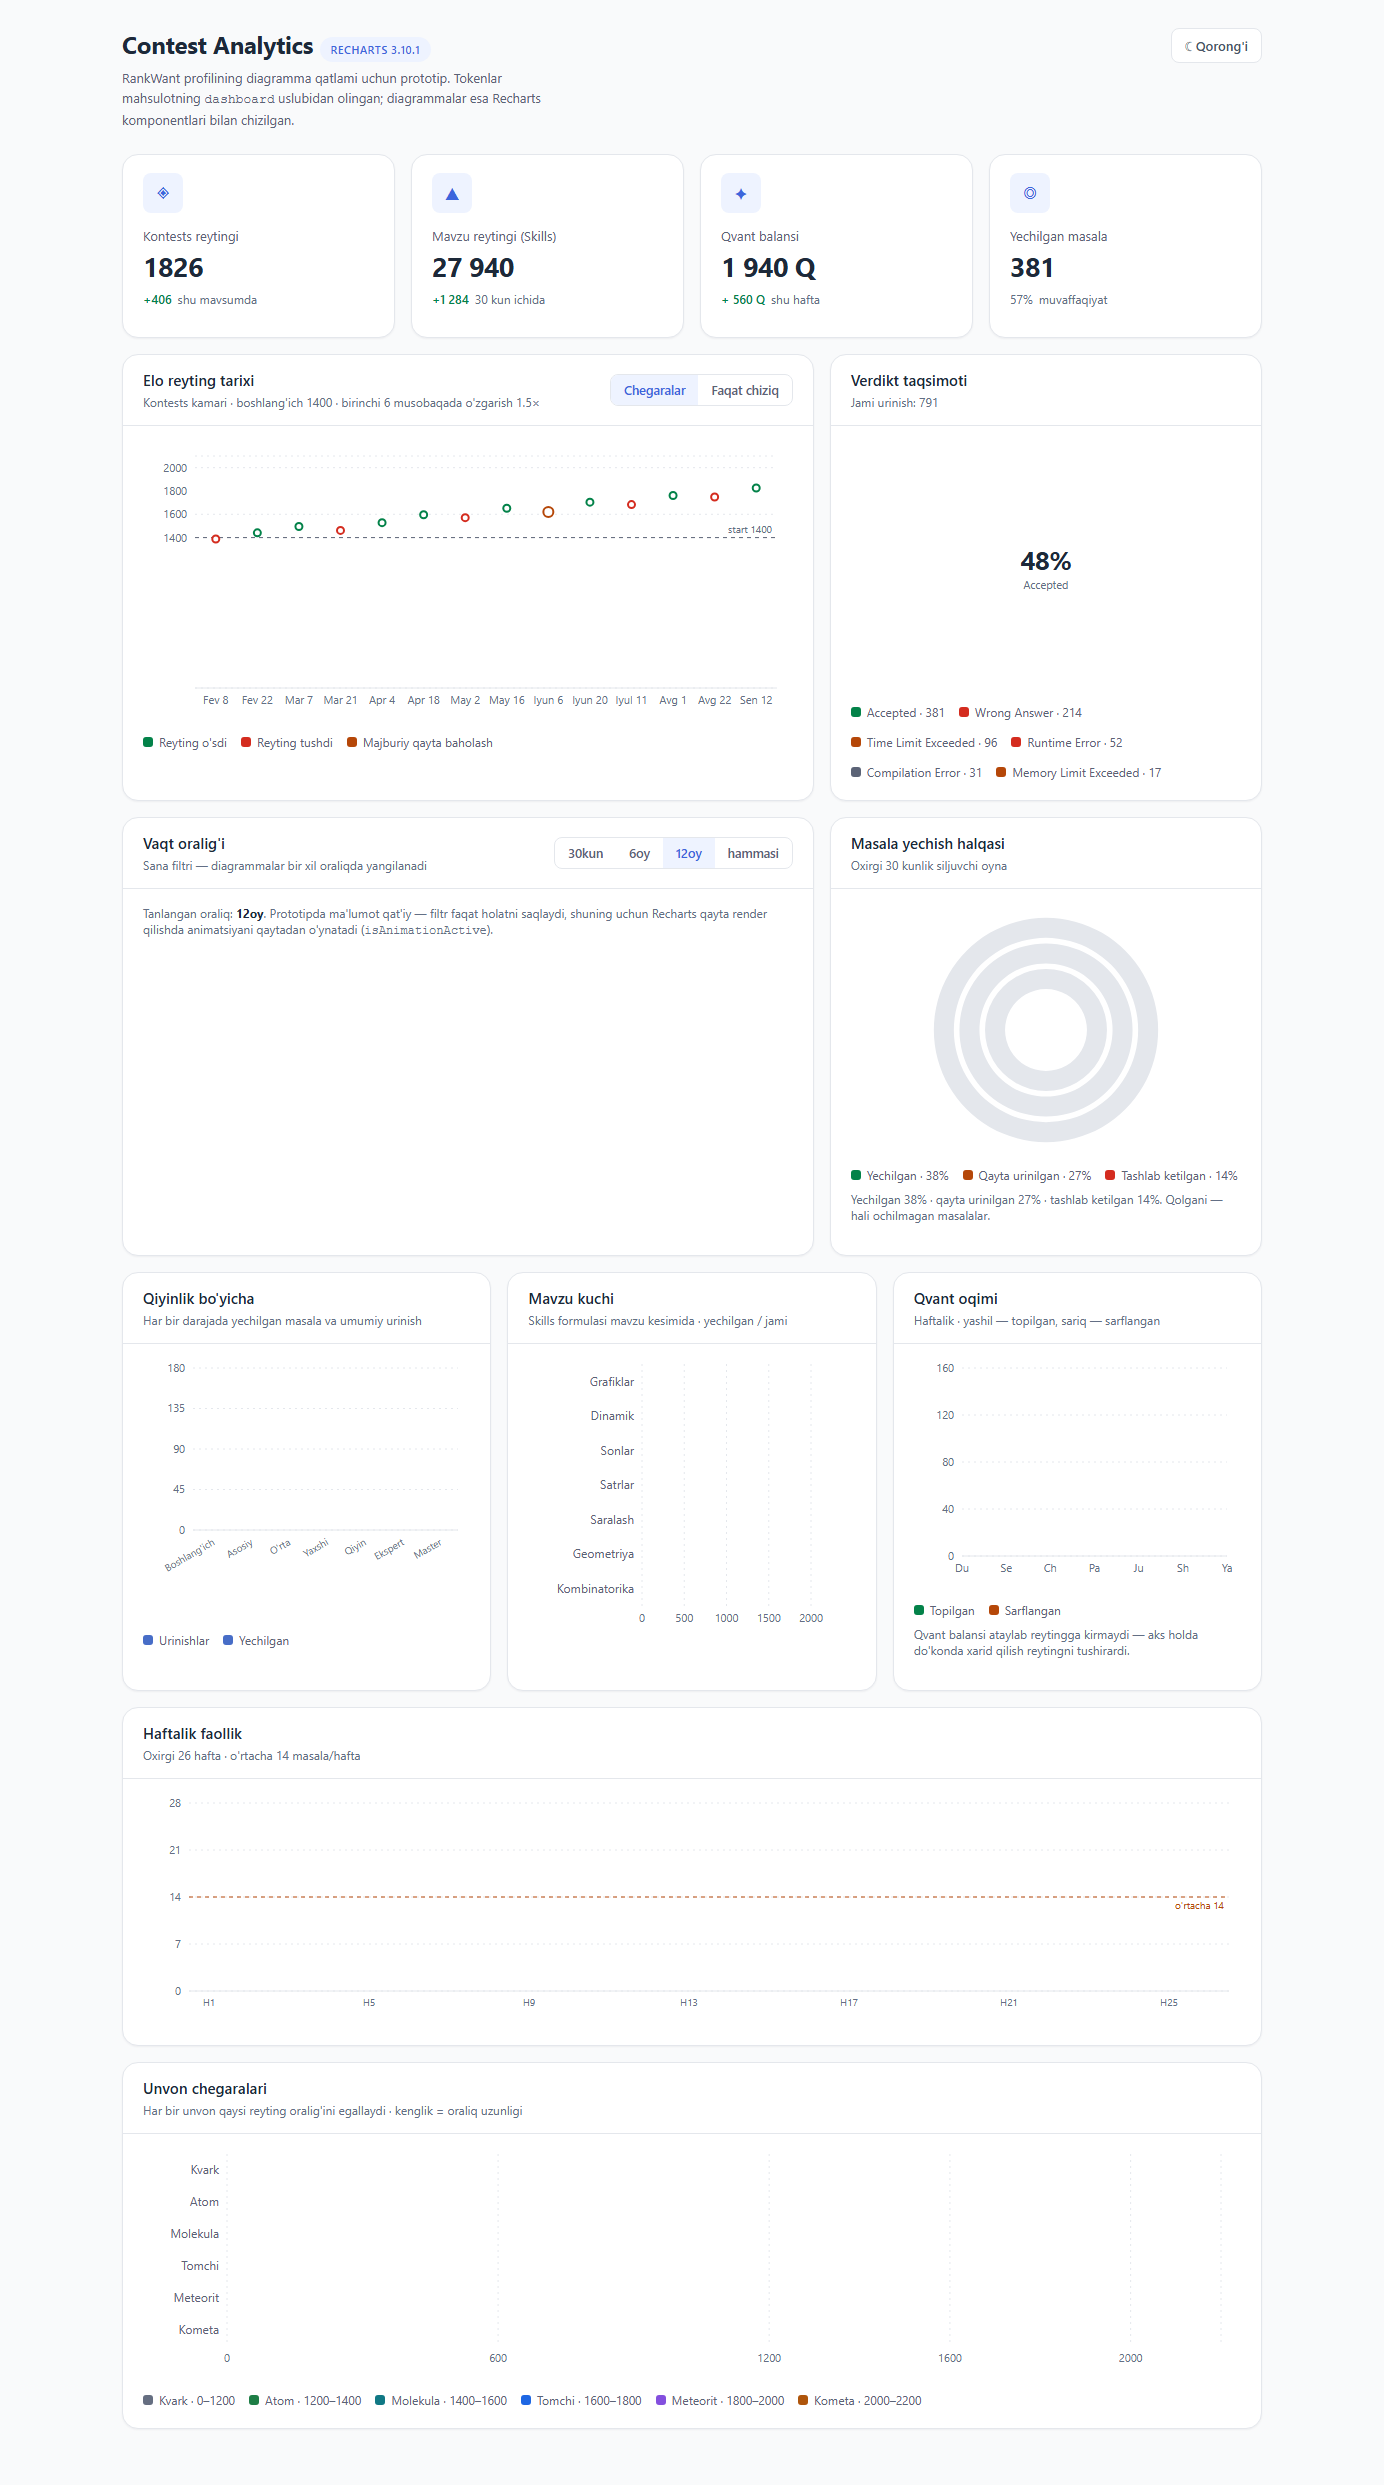 Contest Analytics RECHARTS 3.10.1
☾ Qorong'i
RankWant profilining diagramma qatlami uchun prototip. Tokenlar
mahsulotning dashboard uslubidan olingan; diagrammalar esa Recharts
komponentlari bilan chizilgan.
Kontests reytingi
1826
+406 shu mavsumda
Mavzu reytingi (Skills)
27 940
+1 284 30 kun ichida
Qvant balansi
1 940 Q
+ 560 Q shu hafta
Yechilgan masala
381
57% muvaffaqiyat
Elo reyting tarixi
Kontests kamari · boshlang'ich 1400 · birinchi 6 musobaqada o'zgarish 1.5×
Chegaralar Faqat chiziq
2000
1800
1600
1400
start 1400
Fev 8 Fev 22 Mar 7 Mar 21 Apr 4 Apr 18 May 2 May 16 Iyun 6 Iyun 20 Iyul 11 Avg 1 Avg 22 Sen 12
Reyting o'sdi Reyting tushdi Majburiy qayta baholash
Verdikt taqsimoti
Jami urinish: 791
48%
Accepted
Accepted · 381 Wrong Answer · 214
Time Limit Exceeded · 96 Runtime Error · 52
Compilation Error · 31 Memory Limit Exceeded · 17
Vaqt oralig'i
Sana filtri — diagrammalar bir xil oraliqda yangilanadi
30kun 6oy 12oy hammasi
Tanlangan oraliq: 12oy. Prototipda ma'lumot qat'iy — filtr faqat holatni saqlaydi, shuning uchun Recharts qayta render
qilishda animatsiyani qaytadan o'ynatadi (isAnimationActive).
Masala yechish halqasi
Oxirgi 30 kunlik siljuvchi oyna
Yechilgan · 38% Qayta urinilgan · 27% Tashlab ketilgan · 14%
Yechilgan 38% · qayta urinilgan 27% · tashlab ketilgan 14%. Qolgani —
hali ochilmagan masalalar.
Qiyinlik bo'yicha
Har bir darajada yechilgan masala va umumiy urinish
180
135
90
45
0
Boshlang'ich Asosiy O'rta Yaxshi Qiyin Ekspert Master
Urinishlar Yechilgan
Mavzu kuchi
Skills formulasi mavzu kesimida · yechilgan / jami
Grafiklar
Dinamik
Sonlar
Satrlar
Saralash
Geometriya
Kombinatorika
0 500 1000 1500 2000
Qvant oqimi
Haftalik · yashil — topilgan, sariq — sarflangan
160
120
80
40
0
Du Se Ch Pa Ju Sh Ya
Topilgan Sarflangan
Qvant balansi ataylab reytingga kirmaydi — aks holda
do'konda xarid qilish reytingni tushirardi.
Haftalik faollik
Oxirgi 26 hafta · o'rtacha 14 masala/hafta
28
21
14
o'rtacha 14
7
0
H1 H5 H9 H13 H17 H21 H25
Unvon chegaralari
Har bir unvon qaysi reyting oralig'ini egallaydi · kenglik = oraliq uzunligi
Kvark
Atom
Molekula
Tomchi
Meteorit
Kometa
0 600 1200 1600 2000
Kvark · 0–1200 Atom · 1200–1400 Molekula · 1400–1600 Tomchi · 1600–1800 Meteorit · 1800–2000 Kometa · 2000–2200